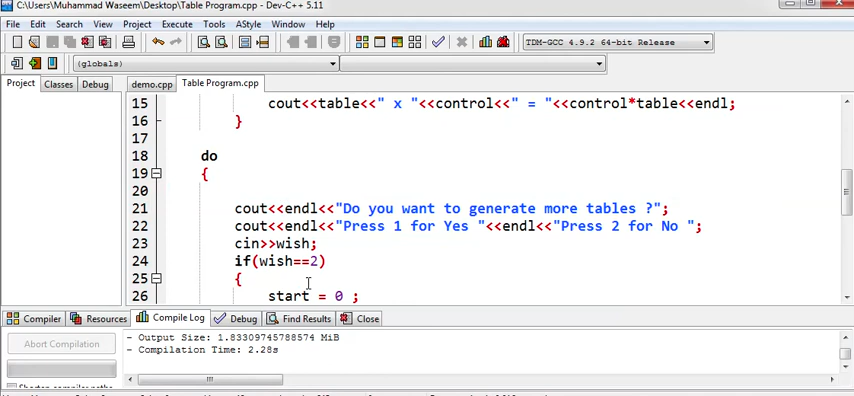 C:\Users\Muhammad Waseem\Desktop\Table Program.cpp - Dev-C++ 5.11
File Edit Search View Project Execute Tools AStyle Window Help
TDM-GCC 4.9.2 64-bit Release
(globals)
Project Classes Debug demo.cpp Table Program.cpp
15 cout<<table<<" x "<<control<<" = "<<control*table<<endl;
16 }
17
18 do
19 {
20
21 cout<<endl<<"Do you want to generate more tables ?";
22 cout<<endl<<"Press 1 for Yes "<<endl<<"Press 2 for No ";
23 cin>>wish;
24 if(wish==2)
25 {
26 start = 0 ;
Compiler Resources Compile Log Debug Find Results Close
Abort Compilation
- Output Size: 1.83309745788574 MiB
- Compilation Time: 2.28s
Shorten compiler paths